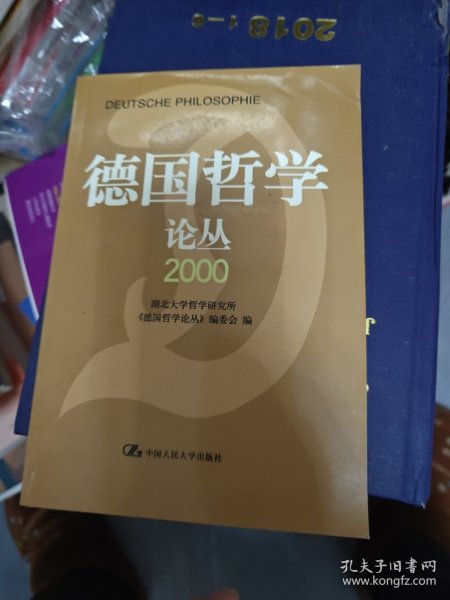 2018 1—6
DEUTSCHE PHILOSOPHIE
德国哲学
论丛
2000
湖北大学哲学研究所
《德国哲学论丛》编委会 编
中国人民大学出版社
孔夫子旧书网
www.kongfz.com